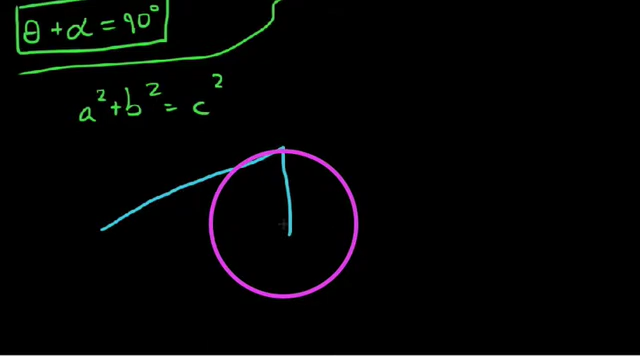 θ + α = 90°
a² + b² = c²